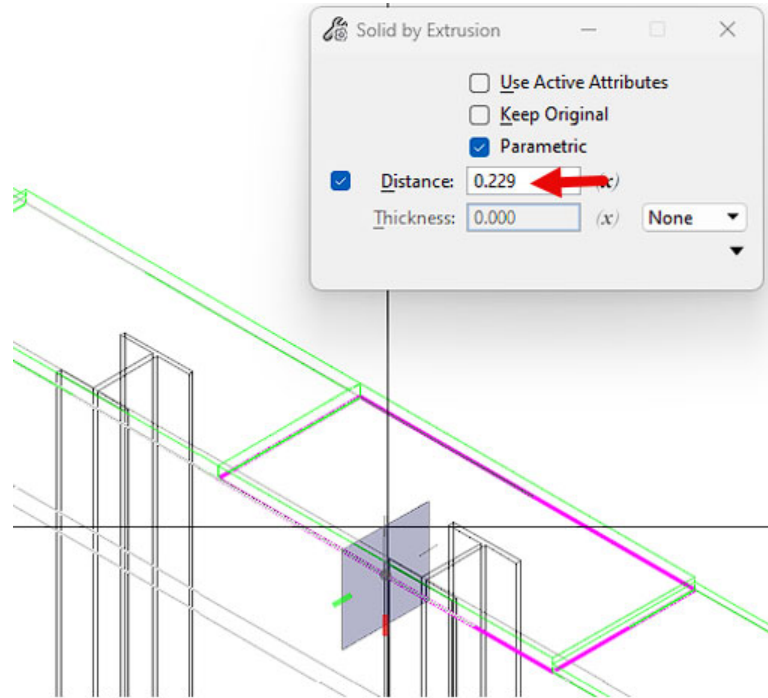 Solid by Extrusion
Use Active Attributes
Keep Original
Parametric
Distance: 0.229 (x)
Thickness: 0.000 (x) None